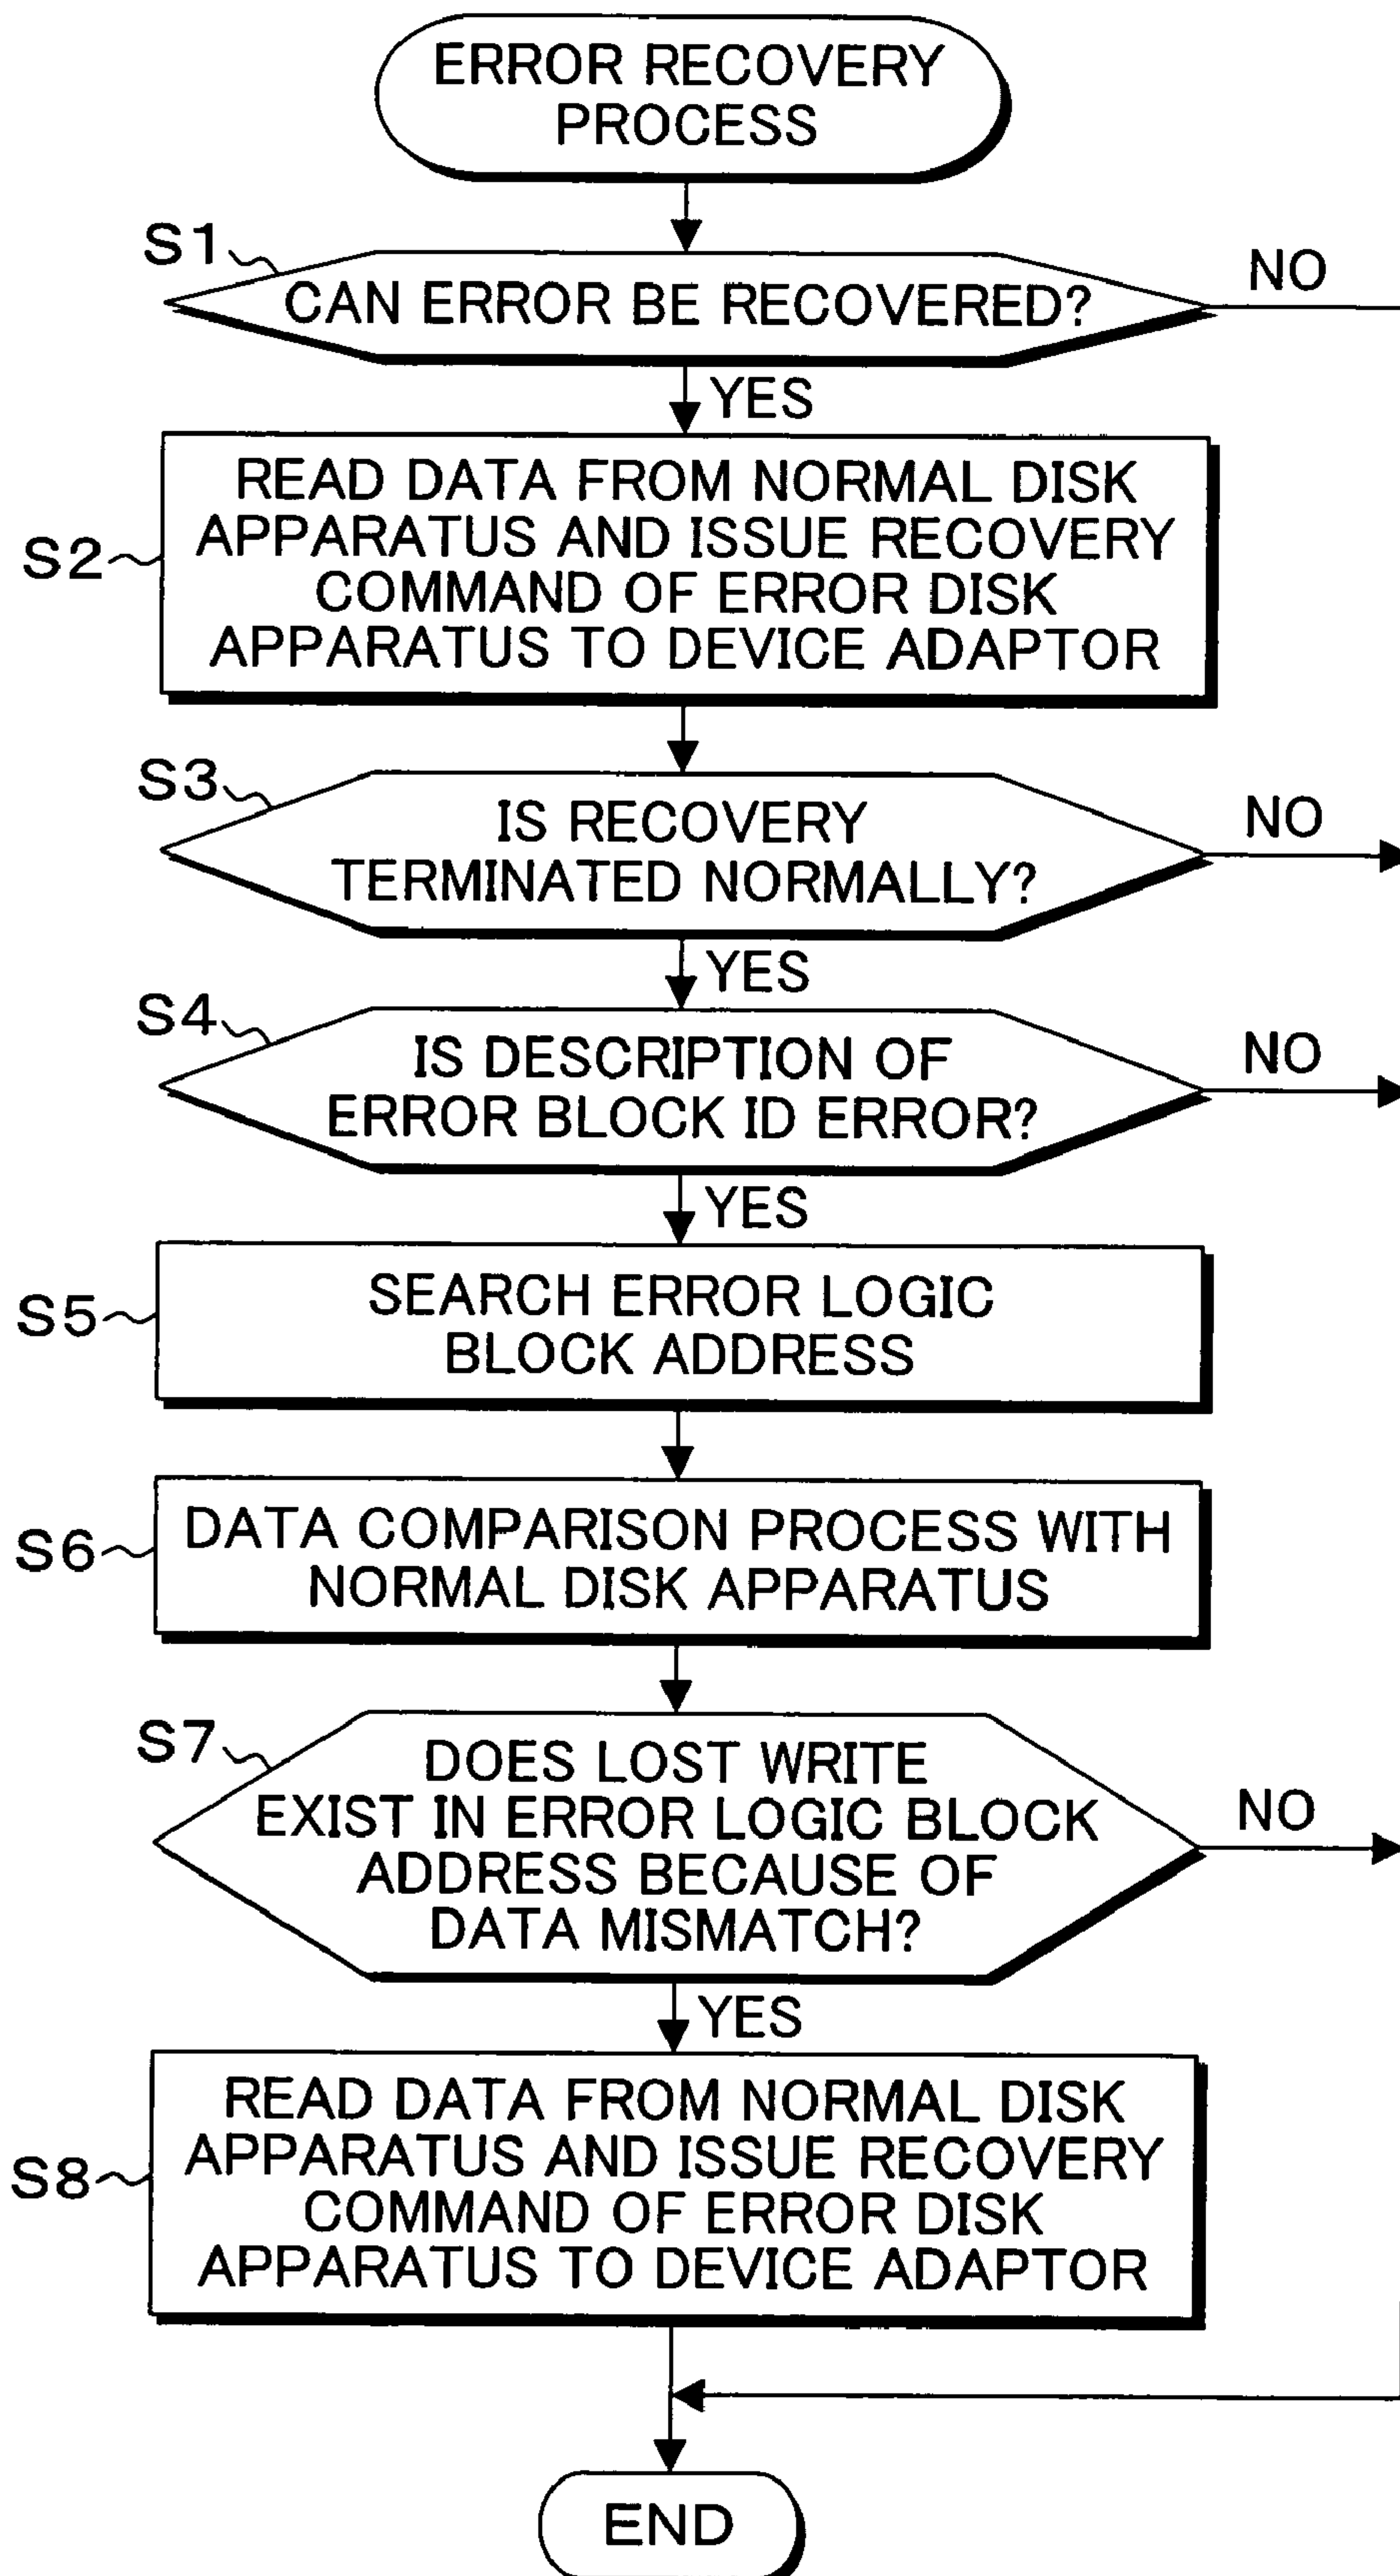 ERROR RECOVERY
PROCESS
S1
CAN ERROR BE RECOVERED?
NO
YES
S2
READ DATA FROM NORMAL DISK
APPARATUS AND ISSUE RECOVERY
COMMAND OF ERROR DISK
APPARATUS TO DEVICE ADAPTOR
S3
IS RECOVERY
TERMINATED NORMALLY?
NO
YES
S4
IS DESCRIPTION OF
ERROR BLOCK ID ERROR?
NO
YES
S5
SEARCH ERROR LOGIC
BLOCK ADDRESS
S6
DATA COMPARISON PROCESS WITH
NORMAL DISK APPARATUS
S7
DOES LOST WRITE
EXIST IN ERROR LOGIC BLOCK
ADDRESS BECAUSE OF
DATA MISMATCH?
NO
YES
S8
READ DATA FROM NORMAL DISK
APPARATUS AND ISSUE RECOVERY
COMMAND OF ERROR DISK
APPARATUS TO DEVICE ADAPTOR
END